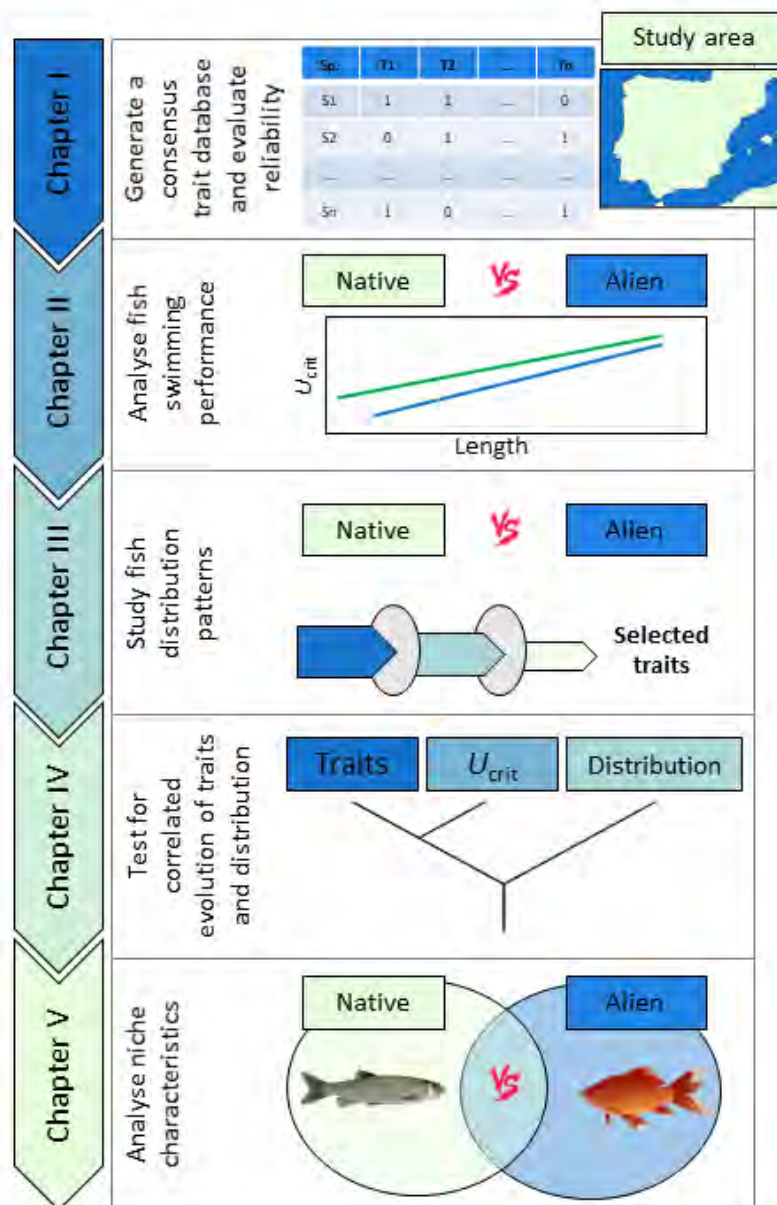 Chapter I
Generate a
consensus
trait database
and evaluate
reliability
Sp. T1 T2 ... Tn
S1 1 1 ... 0
S2 0 1 ... 1
... ... ... ...
Sn 1 0 ... 1
Study area
Chapter II
Analyse fish
swimming
performance
Native
VS
Alien
Ucrit
Length
Chapter III
Study fish
distribution
patterns
Native
VS
Alien
Selected
traits
Chapter IV
Test for
correlated
evolution of traits
and distribution
Traits
Ucrit
Distribution
Chapter V
Analyse niche
characteristics
Native
VS
Alien